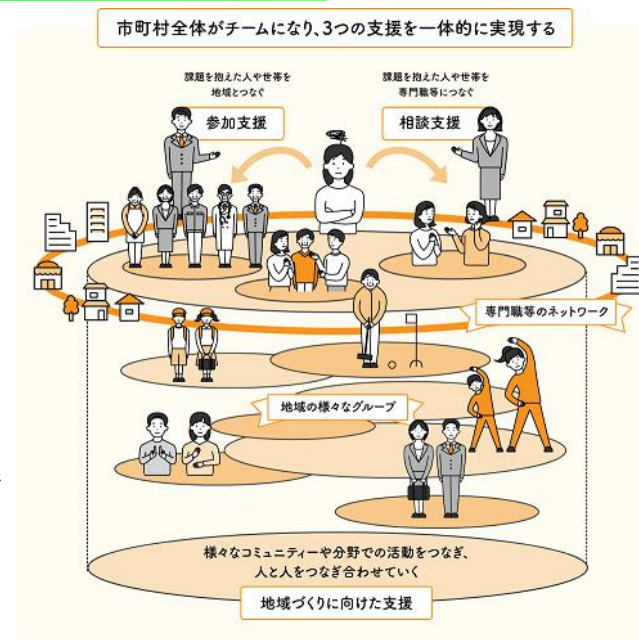 市町村全体がチームになり、3つの支援を一体的に実現する
課題を抱えた人や世帯を
地域とつなぐ
参加支援
課題を抱えた人や世帯を
専門職等につなぐ
相談支援
専門職等のネットワーク
地域の様々なグループ
様々なコミュニティーや分野での活動をつなぎ、
人と人をつなぎ合わせていく
地域づくりに向けた支援